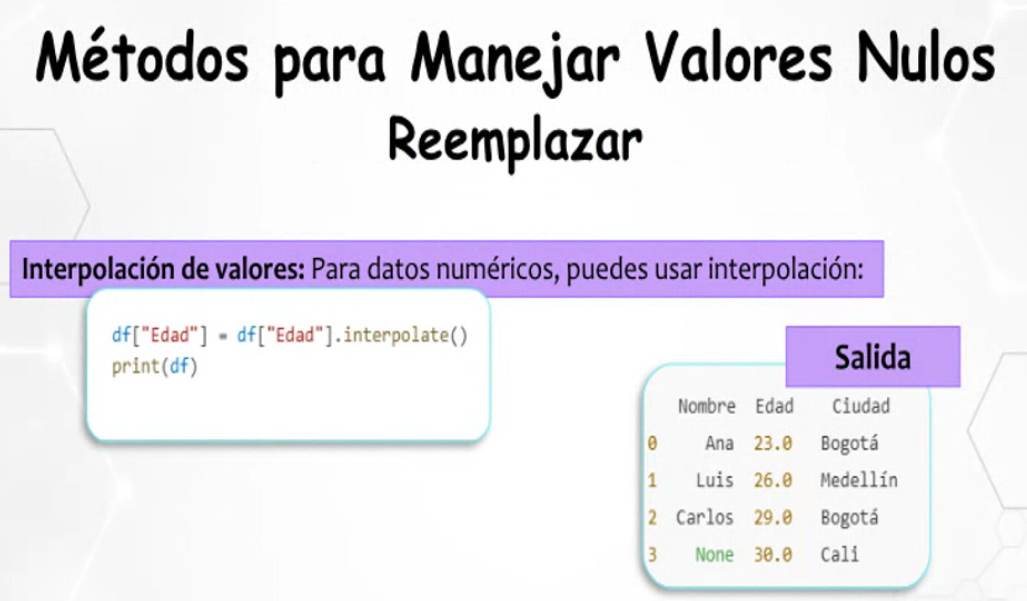 Métodos para Manejar Valores Nulos
Reemplazar
Interpolación de valores: Para datos numéricos, puedes usar interpolación:
df["Edad"] = df["Edad"].interpolate()
print(df)
Salida
Nombre Edad Ciudad
0 Ana 23.0 Bogotá
1 Luis 26.0 Medellín
2 Carlos 29.0 Bogotá
3 None 30.0 Cali